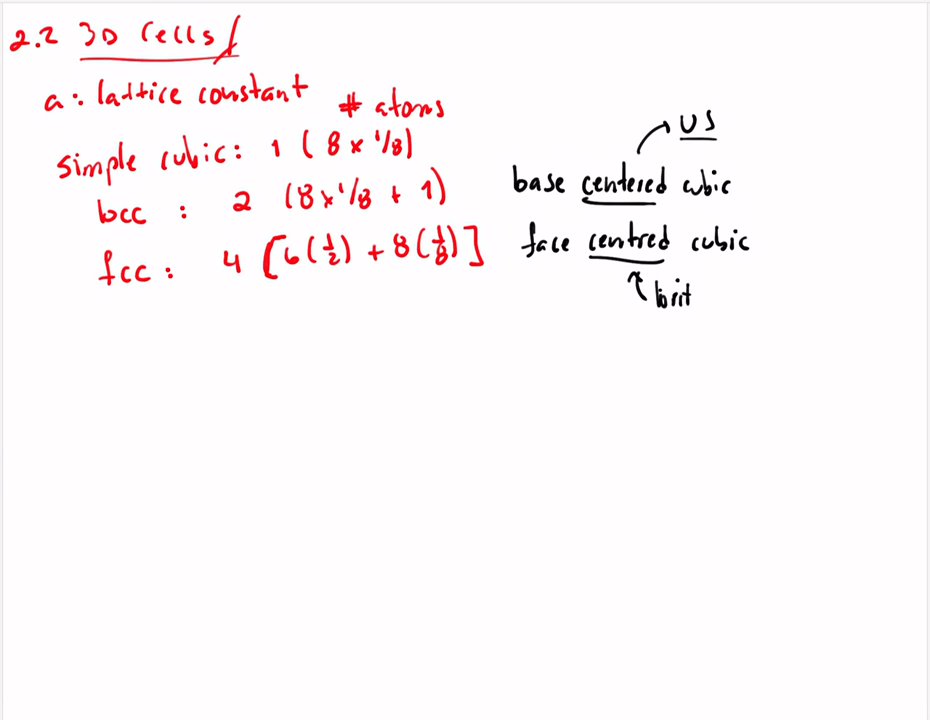 2.2 3D Cells/
a: lattice constant
# atoms
simple cubic: 1 (8 x 1/8)
bcc : 2 (8 x 1/8 + 1)
fcc : 4 [6(1/2) + 8(1/8)]
US
base centered cubic
face centred cubic
brit